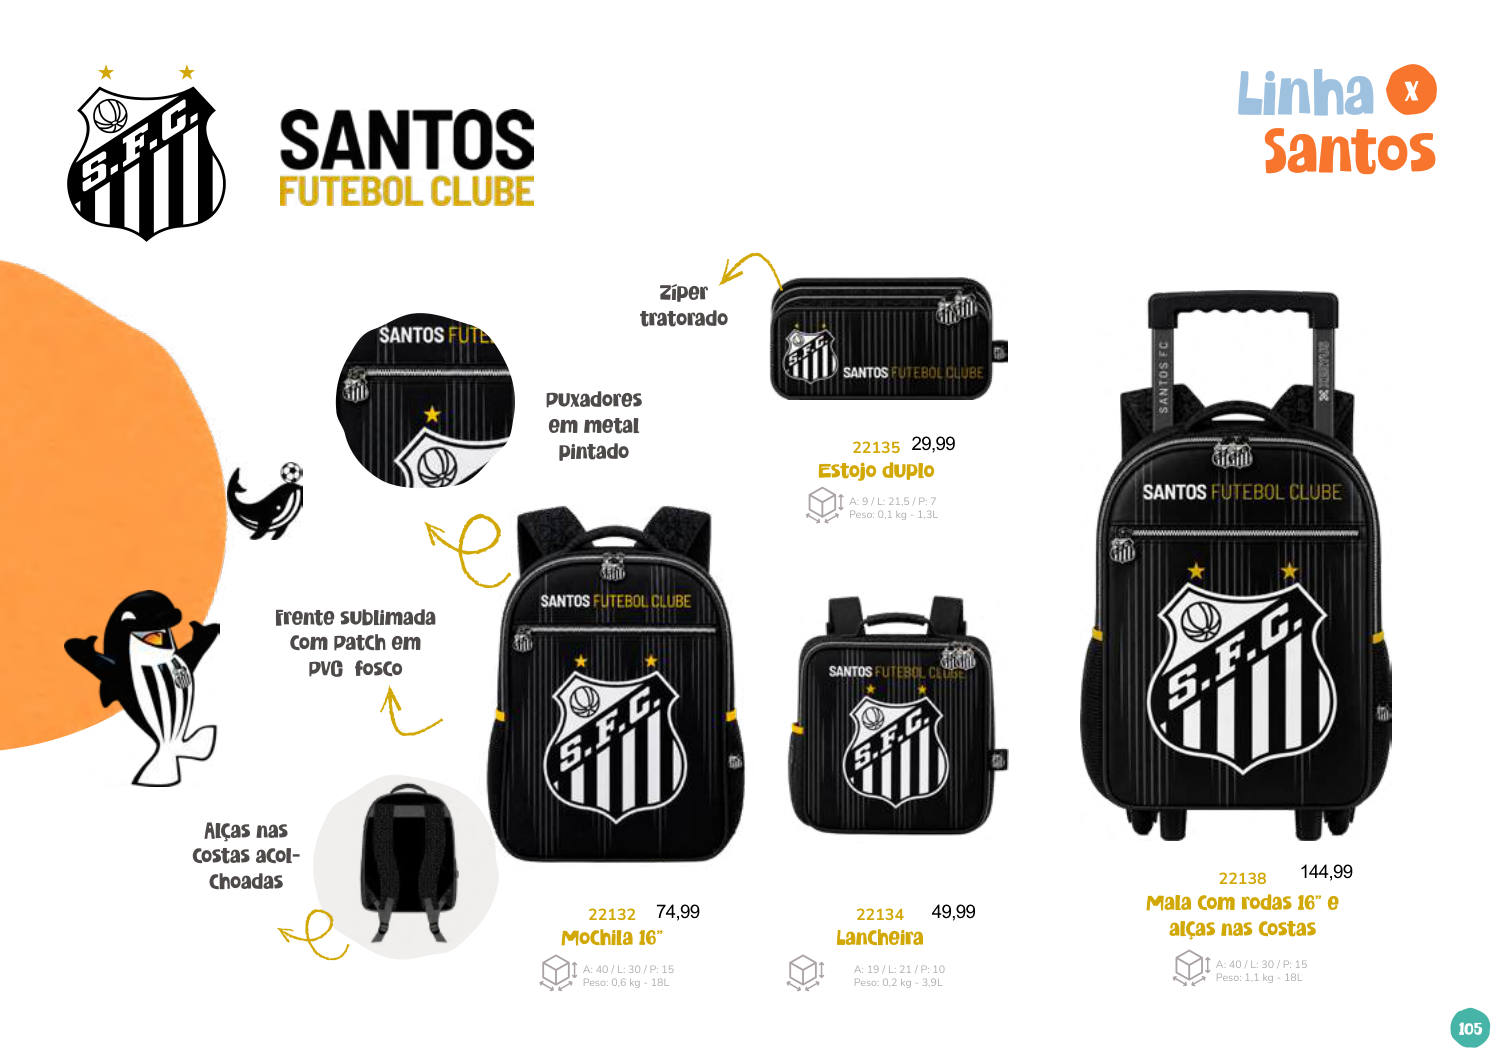 S.F.C.
SANTOS
FUTEBOL CLUBE
Linha x
Santos
Zíper
tratorado
SANTOS FUTE
Puxadores
em metal
Pintado
S.F.C.
SANTOS FUTEBOL CLUBE
22135 29,99
Estojo duplo
A: 9 / L: 21,5 / P: 7
Peso: 0,1 kg - 1,3L
SANTOS FC
SANTOS FUTEBOL CLUBE
S.F.C.
Frente sublimada
com patch em
PVC fosco
SANTOS FUTEBOL CLUBE
S.F.C.
SANTOS FUTEBOL CLUBE
S.F.C.
Alças nas
costas acol-
choadas
22132 74,99
Mochila 16”
A: 40 / L: 30 / P: 15
Peso: 0,6 kg - 18L
22134 49,99
Lancheira
A: 19 / L: 21 / P: 10
Peso: 0,2 kg - 3,9L
22138 144,99
Mala com rodas 16” e
alças nas costas
A: 40 / L: 30 / P: 15
Peso: 1,1 kg - 18L
105